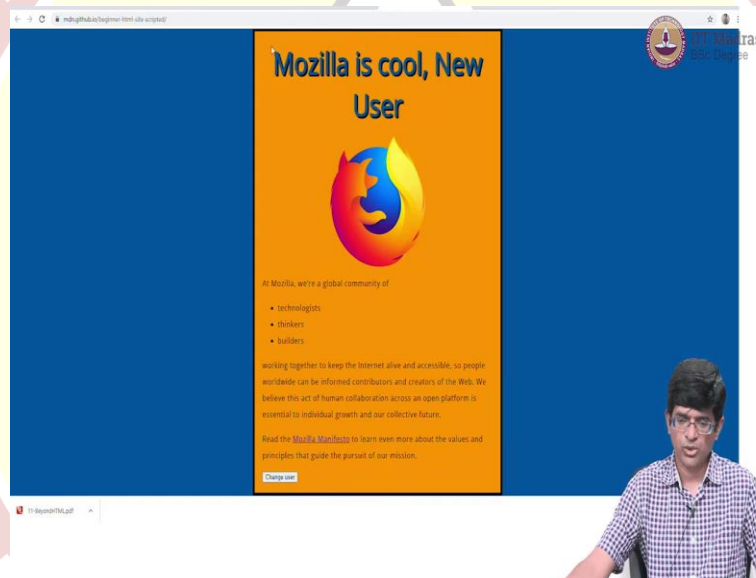 mdn.github.io/beginner-html-site-scripted/
IIT Madras
BSc Degree
Mozilla is cool, New
User
At Mozilla, we're a global community of
• technologists
• thinkers
• builders
working together to keep the Internet alive and accessible, so people
worldwide can be informed contributors and creators of the Web. We
believe this act of human collaboration across an open platform is
essential to individual growth and our collective future.
Read the Mozilla Manifesto to learn even more about the values and
principles that guide the pursuit of our mission.
Change user
11-BeyondHTML.pdf